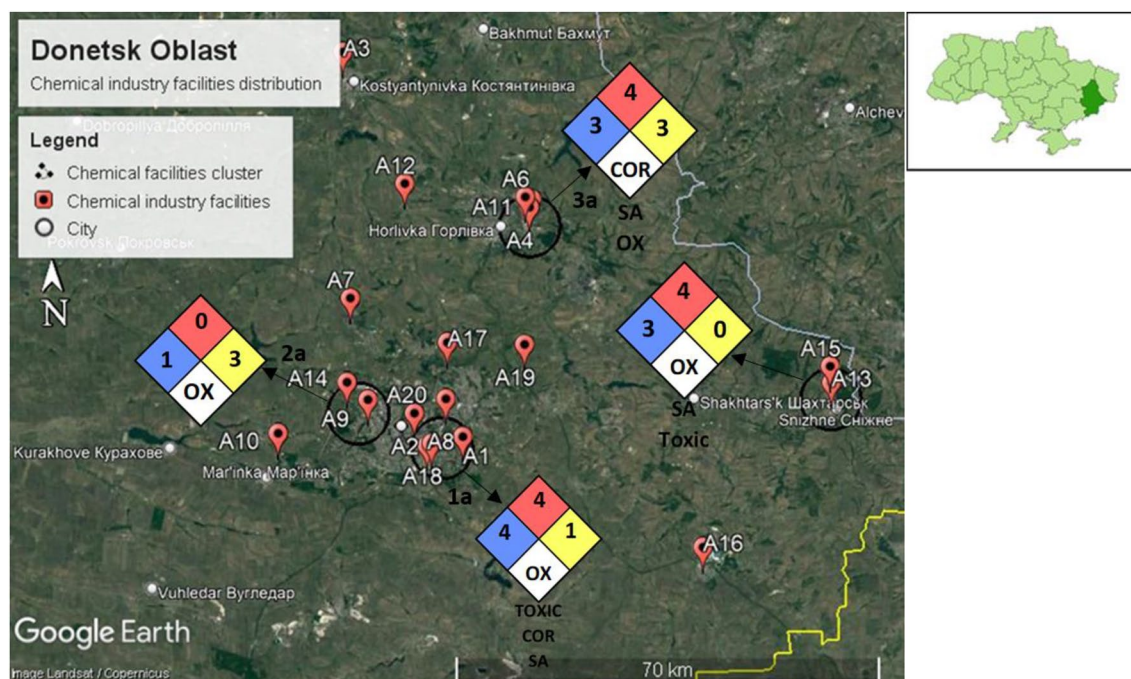 Donetsk Oblast
Chemical industry facilities distribution
Legend
Chemical facilities cluster
Chemical industry facilities
City
N
A3
Bakhmut Бахмут
Kostyantynivka Костянтинівка
Dobropillya Добропілля
Alchev
4
3
3
COR
SA
OX
3a
A12
A6
A11
A4
Horlivka Горлівка
Pokrovsk Покровськ
A7
4
3
0
OX
SA
Toxic
0
1
3
OX
2a
A17
A19
A15
A13
A14
A20
Shakhtars'k Шахтарськ
Snizhne Сніжне
A9
A2
A8
A1
A10
A18
Kurakhove Курахове
Mar'inka Мар'їнка
1a
4
4
1
OX
TOXIC
COR
SA
A16
Vuhledar Вугледар
Google Earth
70 km
Image Landsat / Copernicus